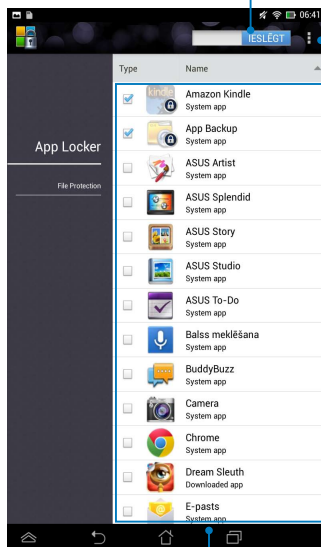 06:41
IESLĒGT
Type Name
App Locker
File Protection
kindle
Amazon Kindle
System app
App Backup
System app
ASUS Artist
System app
ASUS Splendid
System app
ASUS Story
System app
ASUS Studio
System app
ASUS To-Do
System app
Balss meklēšana
System app
BuddyBuzz
System app
Camera
System app
Chrome
System app
Dream Sleuth
Downloaded app
E-pasts
System app